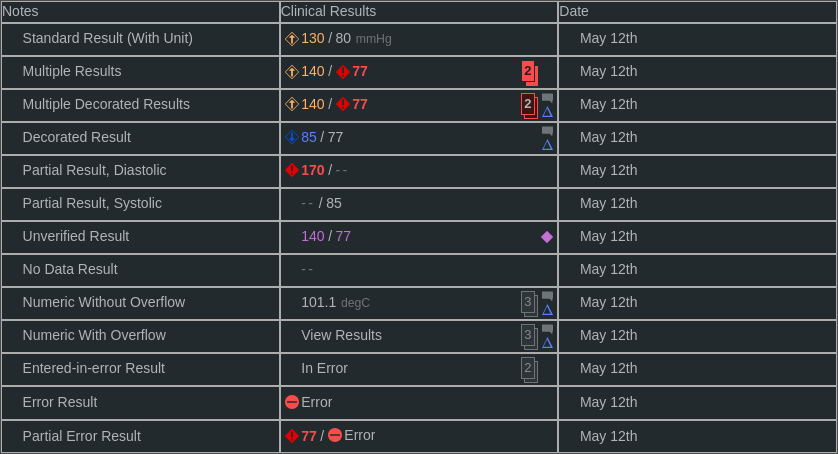 Notes Clinical Results Date
Standard Result (With Unit) 130 / 80 mmHg May 12th
Multiple Results 140 / 77 2 May 12th
Multiple Decorated Results 140 / 77 2 May 12th
Decorated Result 85 / 77 May 12th
Partial Result, Diastolic 170 / -- May 12th
Partial Result, Systolic -- / 85 May 12th
Unverified Result 140 / 77 May 12th
No Data Result -- May 12th
Numeric Without Overflow 101.1 degC 3 May 12th
Numeric With Overflow View Results 3 May 12th
Entered-in-error Result In Error 2 May 12th
Error Result Error May 12th
Partial Error Result 77 / Error May 12th